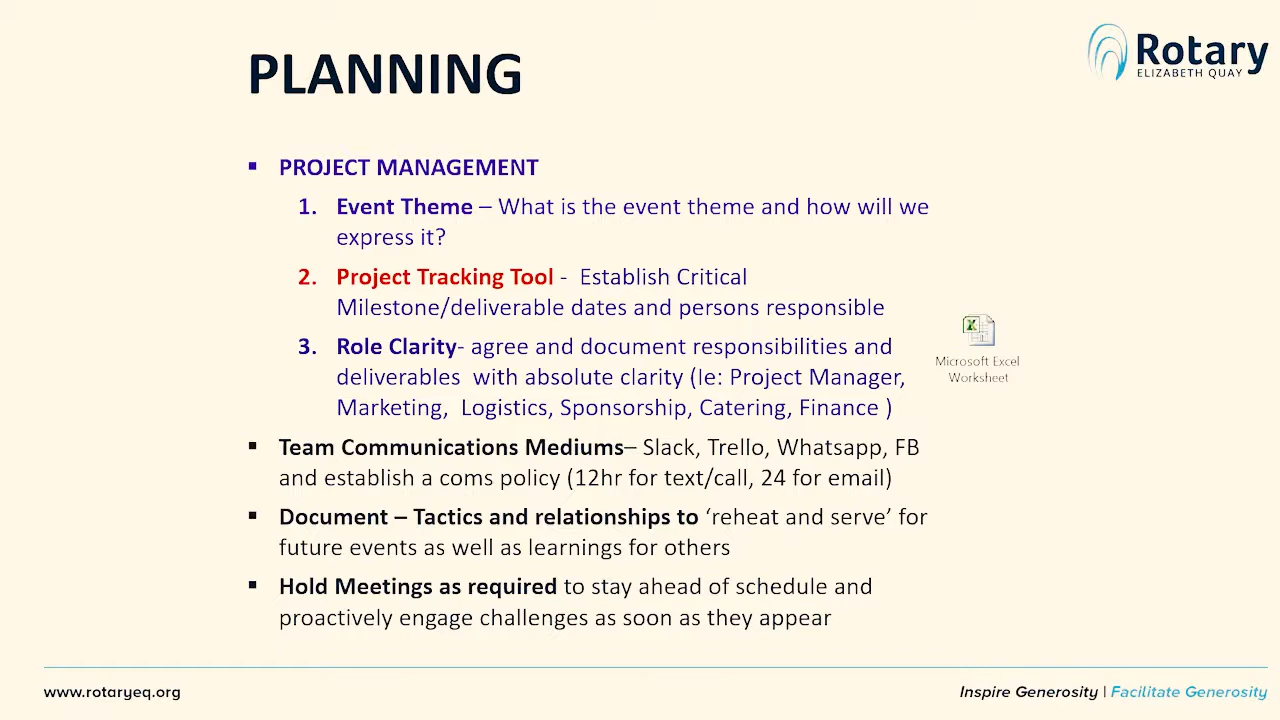 PLANNING
Rotary
ELIZABETH QUAY
▪ PROJECT MANAGEMENT
1. Event Theme – What is the event theme and how will we
express it?
2. Project Tracking Tool - Establish Critical
Milestone/deliverable dates and persons responsible
3. Role Clarity- agree and document responsibilities and
deliverables with absolute clarity (Ie: Project Manager,
Marketing, Logistics, Sponsorship, Catering, Finance )
Microsoft Excel
Worksheet
▪ Team Communications Mediums– Slack, Trello, Whatsapp, FB
and establish a coms policy (12hr for text/call, 24 for email)
▪ Document – Tactics and relationships to ‘reheat and serve’ for
future events as well as learnings for others
▪ Hold Meetings as required to stay ahead of schedule and
proactively engage challenges as soon as they appear
www.rotaryeq.org
Inspire Generosity | Facilitate Generosity